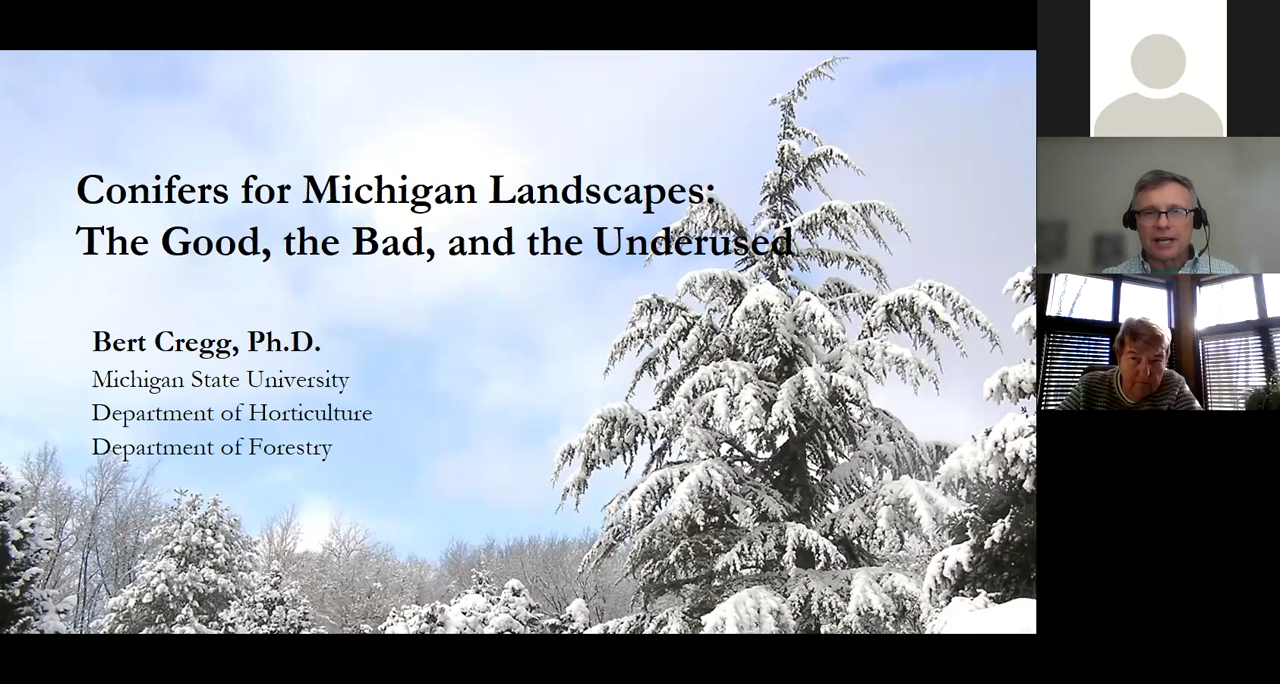 Conifers for Michigan Landscapes:
The Good, the Bad, and the Underused
Bert Cregg, Ph.D.
Michigan State University
Department of Horticulture
Department of Forestry